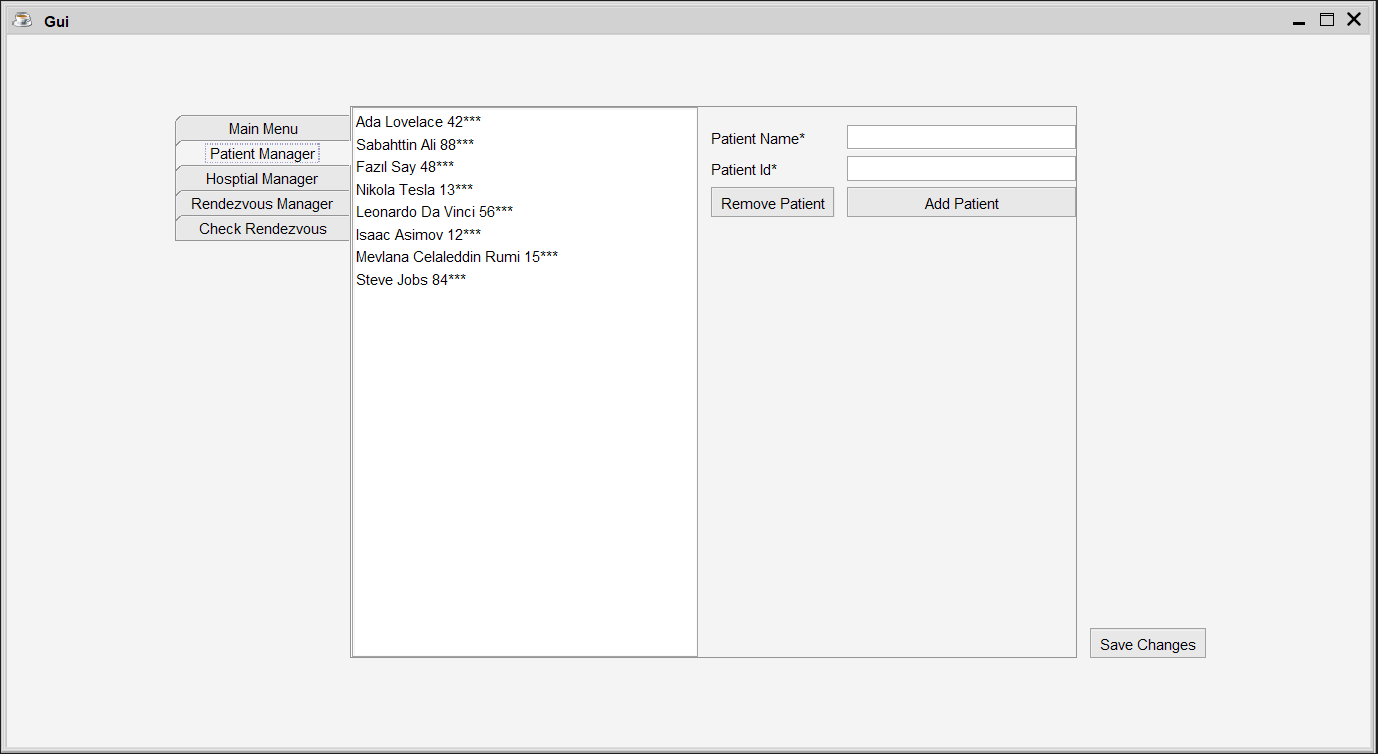 Gui
Main Menu
Patient Manager
Hosptial Manager
Rendezvous Manager
Check Rendezvous
Ada Lovelace 42***
Sabahttin Ali 88***
Fazıl Say 48***
Nikola Tesla 13***
Leonardo Da Vinci 56***
Isaac Asimov 12***
Mevlana Celaleddin Rumi 15***
Steve Jobs 84***
Patient Name*
Patient Id*
Remove Patient
Add Patient
Save Changes